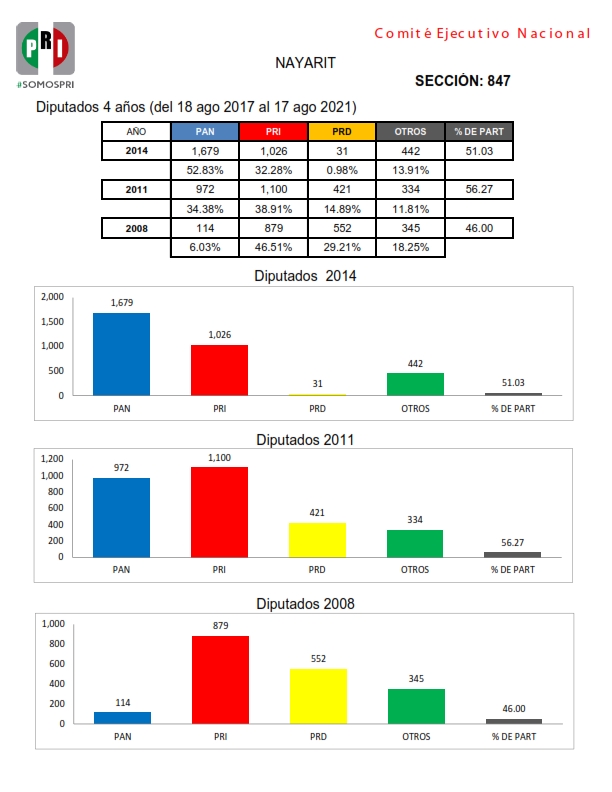 Comité Ejecutivo Nacional
PRI
#SOMOSPRI
NAYARIT
SECCIÓN: 847
Diputados 4 años (del 18 ago 2017 al 17 ago 2021)
AÑO PAN PRI PRD OTROS % DE PART
2014 1,679 1,026 31 442 51.03
52.83% 32.28% 0.98% 13.91%
2011 972 1,100 421 334 56.27
34.38% 38.91% 14.89% 11.81%
2008 114 879 552 345 46.00
6.03% 46.51% 29.21% 18.25%
Diputados 2014
2,000
1,500
1,000
500
0
1,679 1,026 31 442 51.03
PAN PRI PRD OTROS % DE PART
Diputados 2011
1,200
1,000
800
600
400
200
0
972 1,100 421 334 56.27
PAN PRI PRD OTROS % DE PART
Diputados 2008
1,000
800
600
400
200
0
114 879 552 345 46.00
PAN PRI PRD OTROS % DE PART